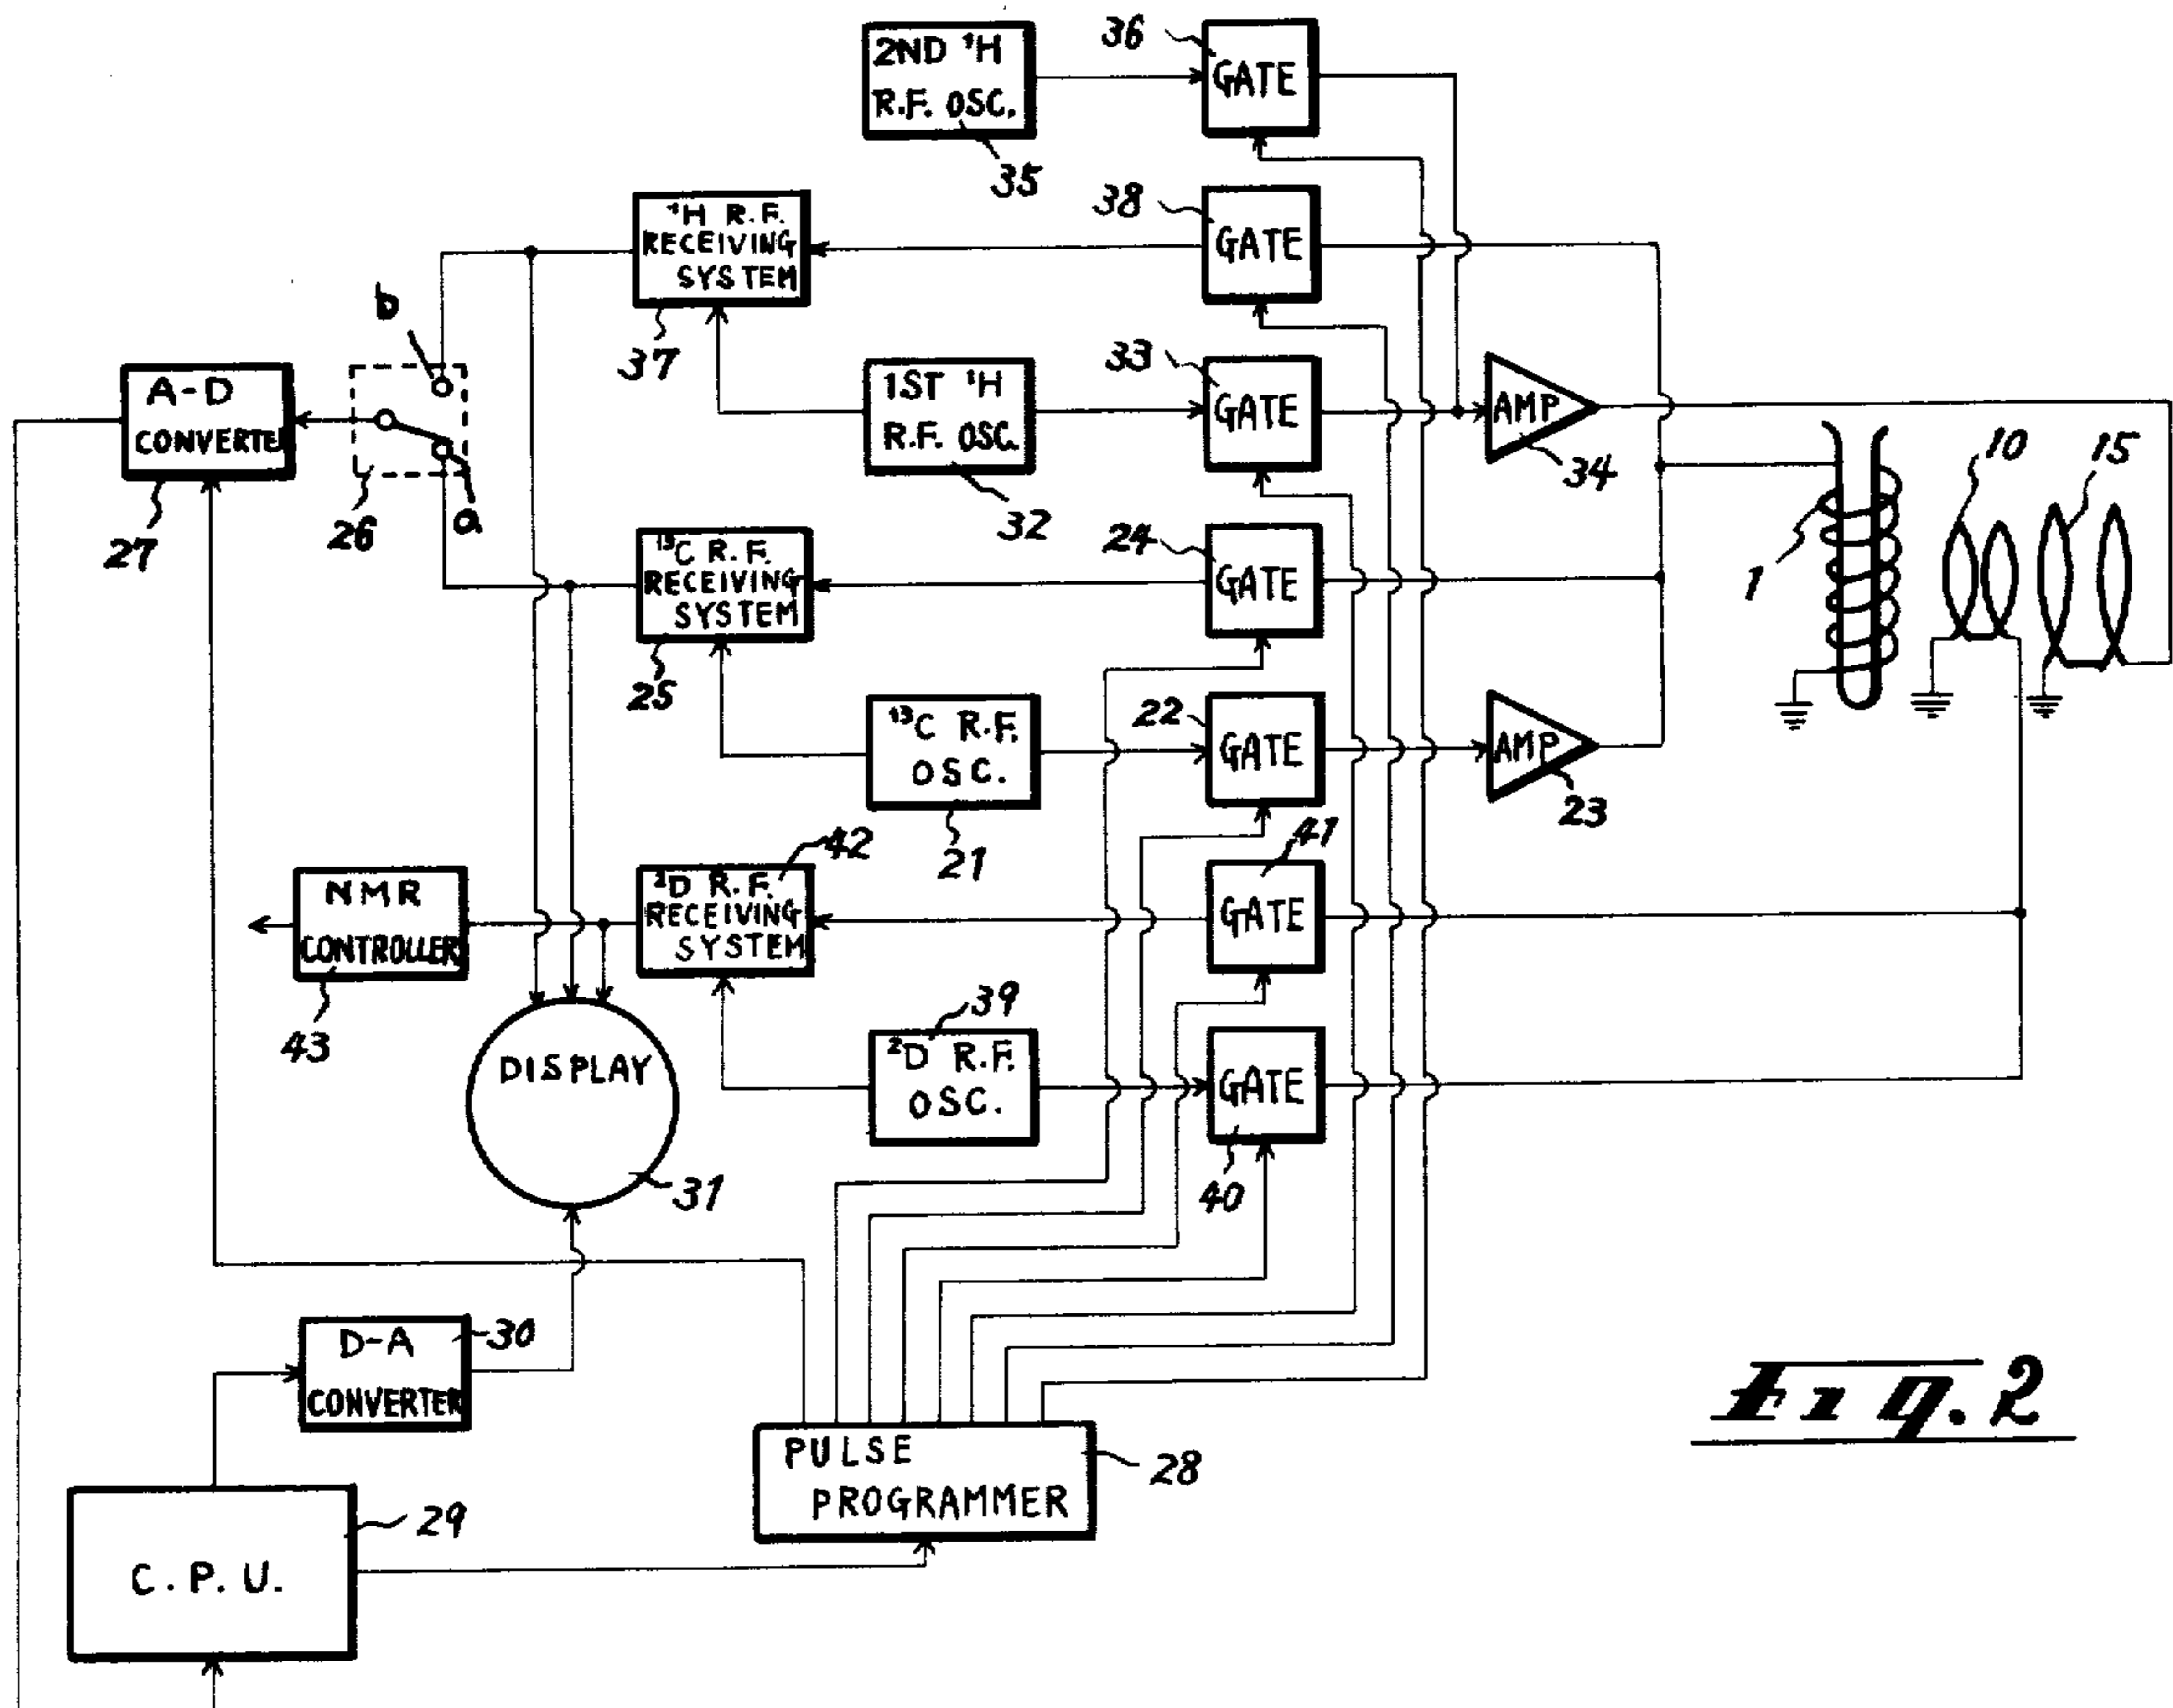 2ND ¹H
R.F. OSC.
35
36
GATE
¹H R.F.
RECEIVING
SYSTEM
37
38
GATE
b
A-D
CONVERTE
27
26
a
1ST ¹H
R.F. OSC.
32
33
GATE
AMP
34
10
15
1
¹³C R.F.
RECEIVING
SYSTEM
25
24
GATE
¹³C R.F.
OSC.
21
22
GATE
AMP
23
NMR
CONTROLLER
43
²D R.F.
RECEIVING
SYSTEM
42
41
GATE
DISPLAY
31
²D R.F.
OSC.
39
GATE
40
D-A
CONVERTER
30
PULSE
PROGRAMMER
28
C.P.U.
29
Fig. 2